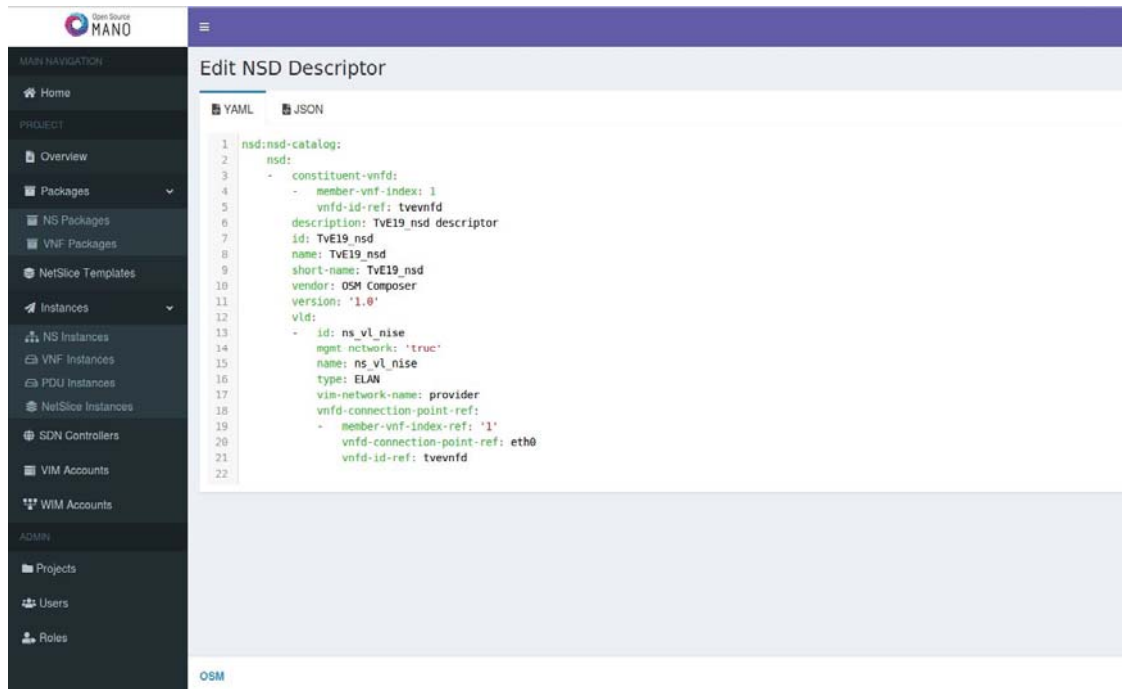 Open Source
MANO
MAIN NAVIGATION
Home
PROJECT
Overview
Packages
NS Packages
VNF Packages
NetSlice Templates
Instances
NS Instances
VNF Instances
PDU Instances
NetSlice Instances
SDN Controllers
VIM Accounts
WIM Accounts
ADMIN
Projects
Users
Roles
Edit NSD Descriptor
YAML JSON
1 nsd:nsd-catalog:
2 nsd:
3 - constituent-vnfd:
4 - member-vnf-index: 1
5 vnfd-id-ref: tvevnfd
6 description: TvE19_nsd descriptor
7 id: TvE19_nsd
8 name: TvE19_nsd
9 short-name: TvE19_nsd
10 vendor: OSM Composer
11 version: '1.0'
12 vld:
13 - id: ns_vl_nise
14 mgmt-network: 'true'
15 name: ns_vl_nise
16 type: ELAN
17 vim-network-name: provider
18 vnfd-connection-point-ref:
19 - member-vnf-index-ref: '1'
20 vnfd-connection-point-ref: eth0
21 vnfd-id-ref: tvevnfd
22
OSM